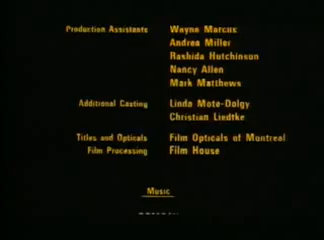 Production Assistants Wayne Marcus
Andrea Miller
Rashida Hutchinson
Nancy Allen
Mark Matthews
Additional Casting Linda Mote-Dolgy
Christian Liedtke
Titles and Opticals Film Opticals of Montreal
Film Processing Film House
Music